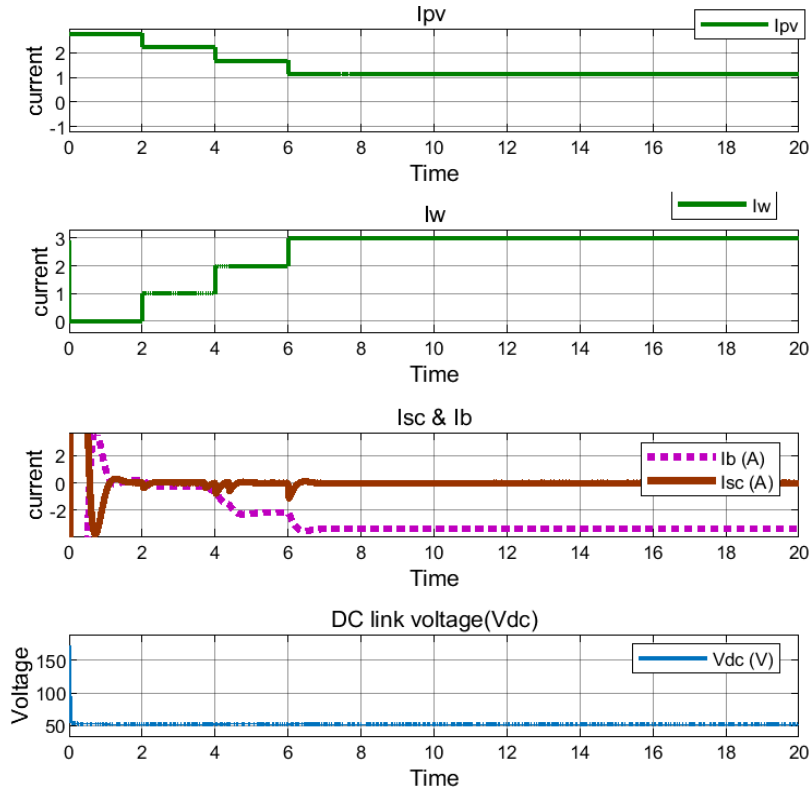 Ipv
Ipv
current
2
1
0
-1
0 2 4 6 8 10 12 14 16 18 20
Time
Iw
Iw
current
3
2
1
0
0 2 4 6 8 10 12 14 16 18 20
Time
Isc & Ib
Ib (A)
Isc (A)
current
2
0
-2
0 2 4 6 8 10 12 14 16 18 20
Time
DC link voltage(Vdc)
Vdc (V)
Voltage
150
100
50
0 2 4 6 8 10 12 14 16 18 20
Time